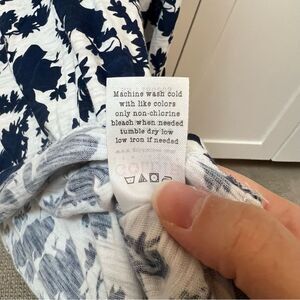 Machine wash cold
with like colors
only non-chlorine
bleach when needed
tumble dry low
low iron if needed